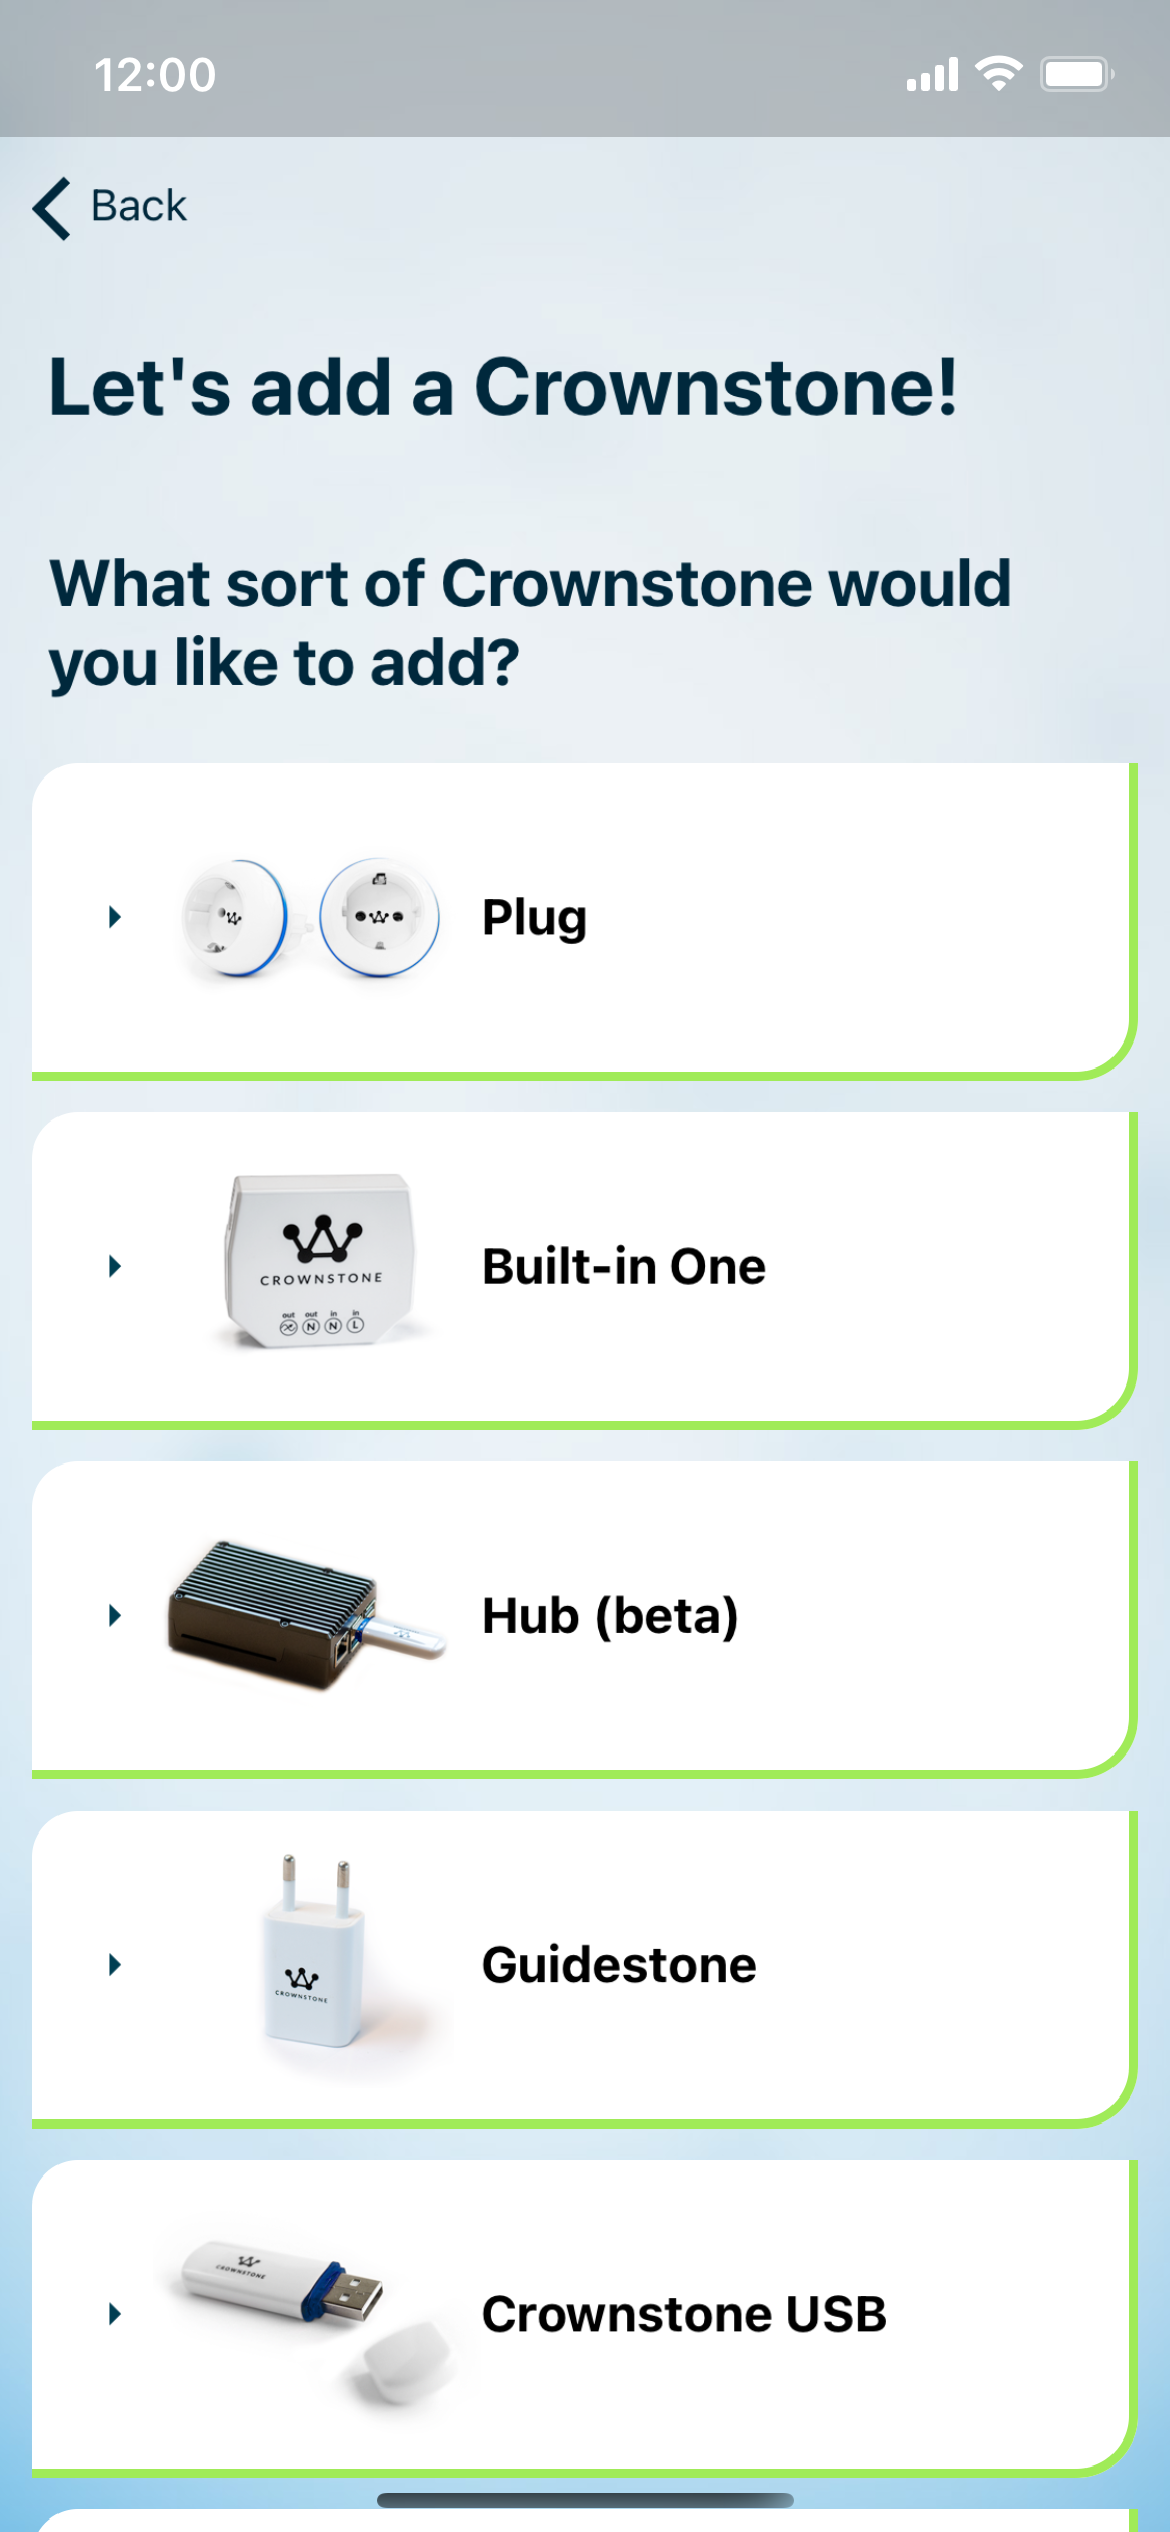 12:00
Back
Let's add a Crownstone!
What sort of Crownstone would
you like to add?
Plug
CROWNSTONE
out out in in
N N L
Built-in One
Hub (beta)
CROWNSTONE
Guidestone
CROWNSTONE
Crownstone USB